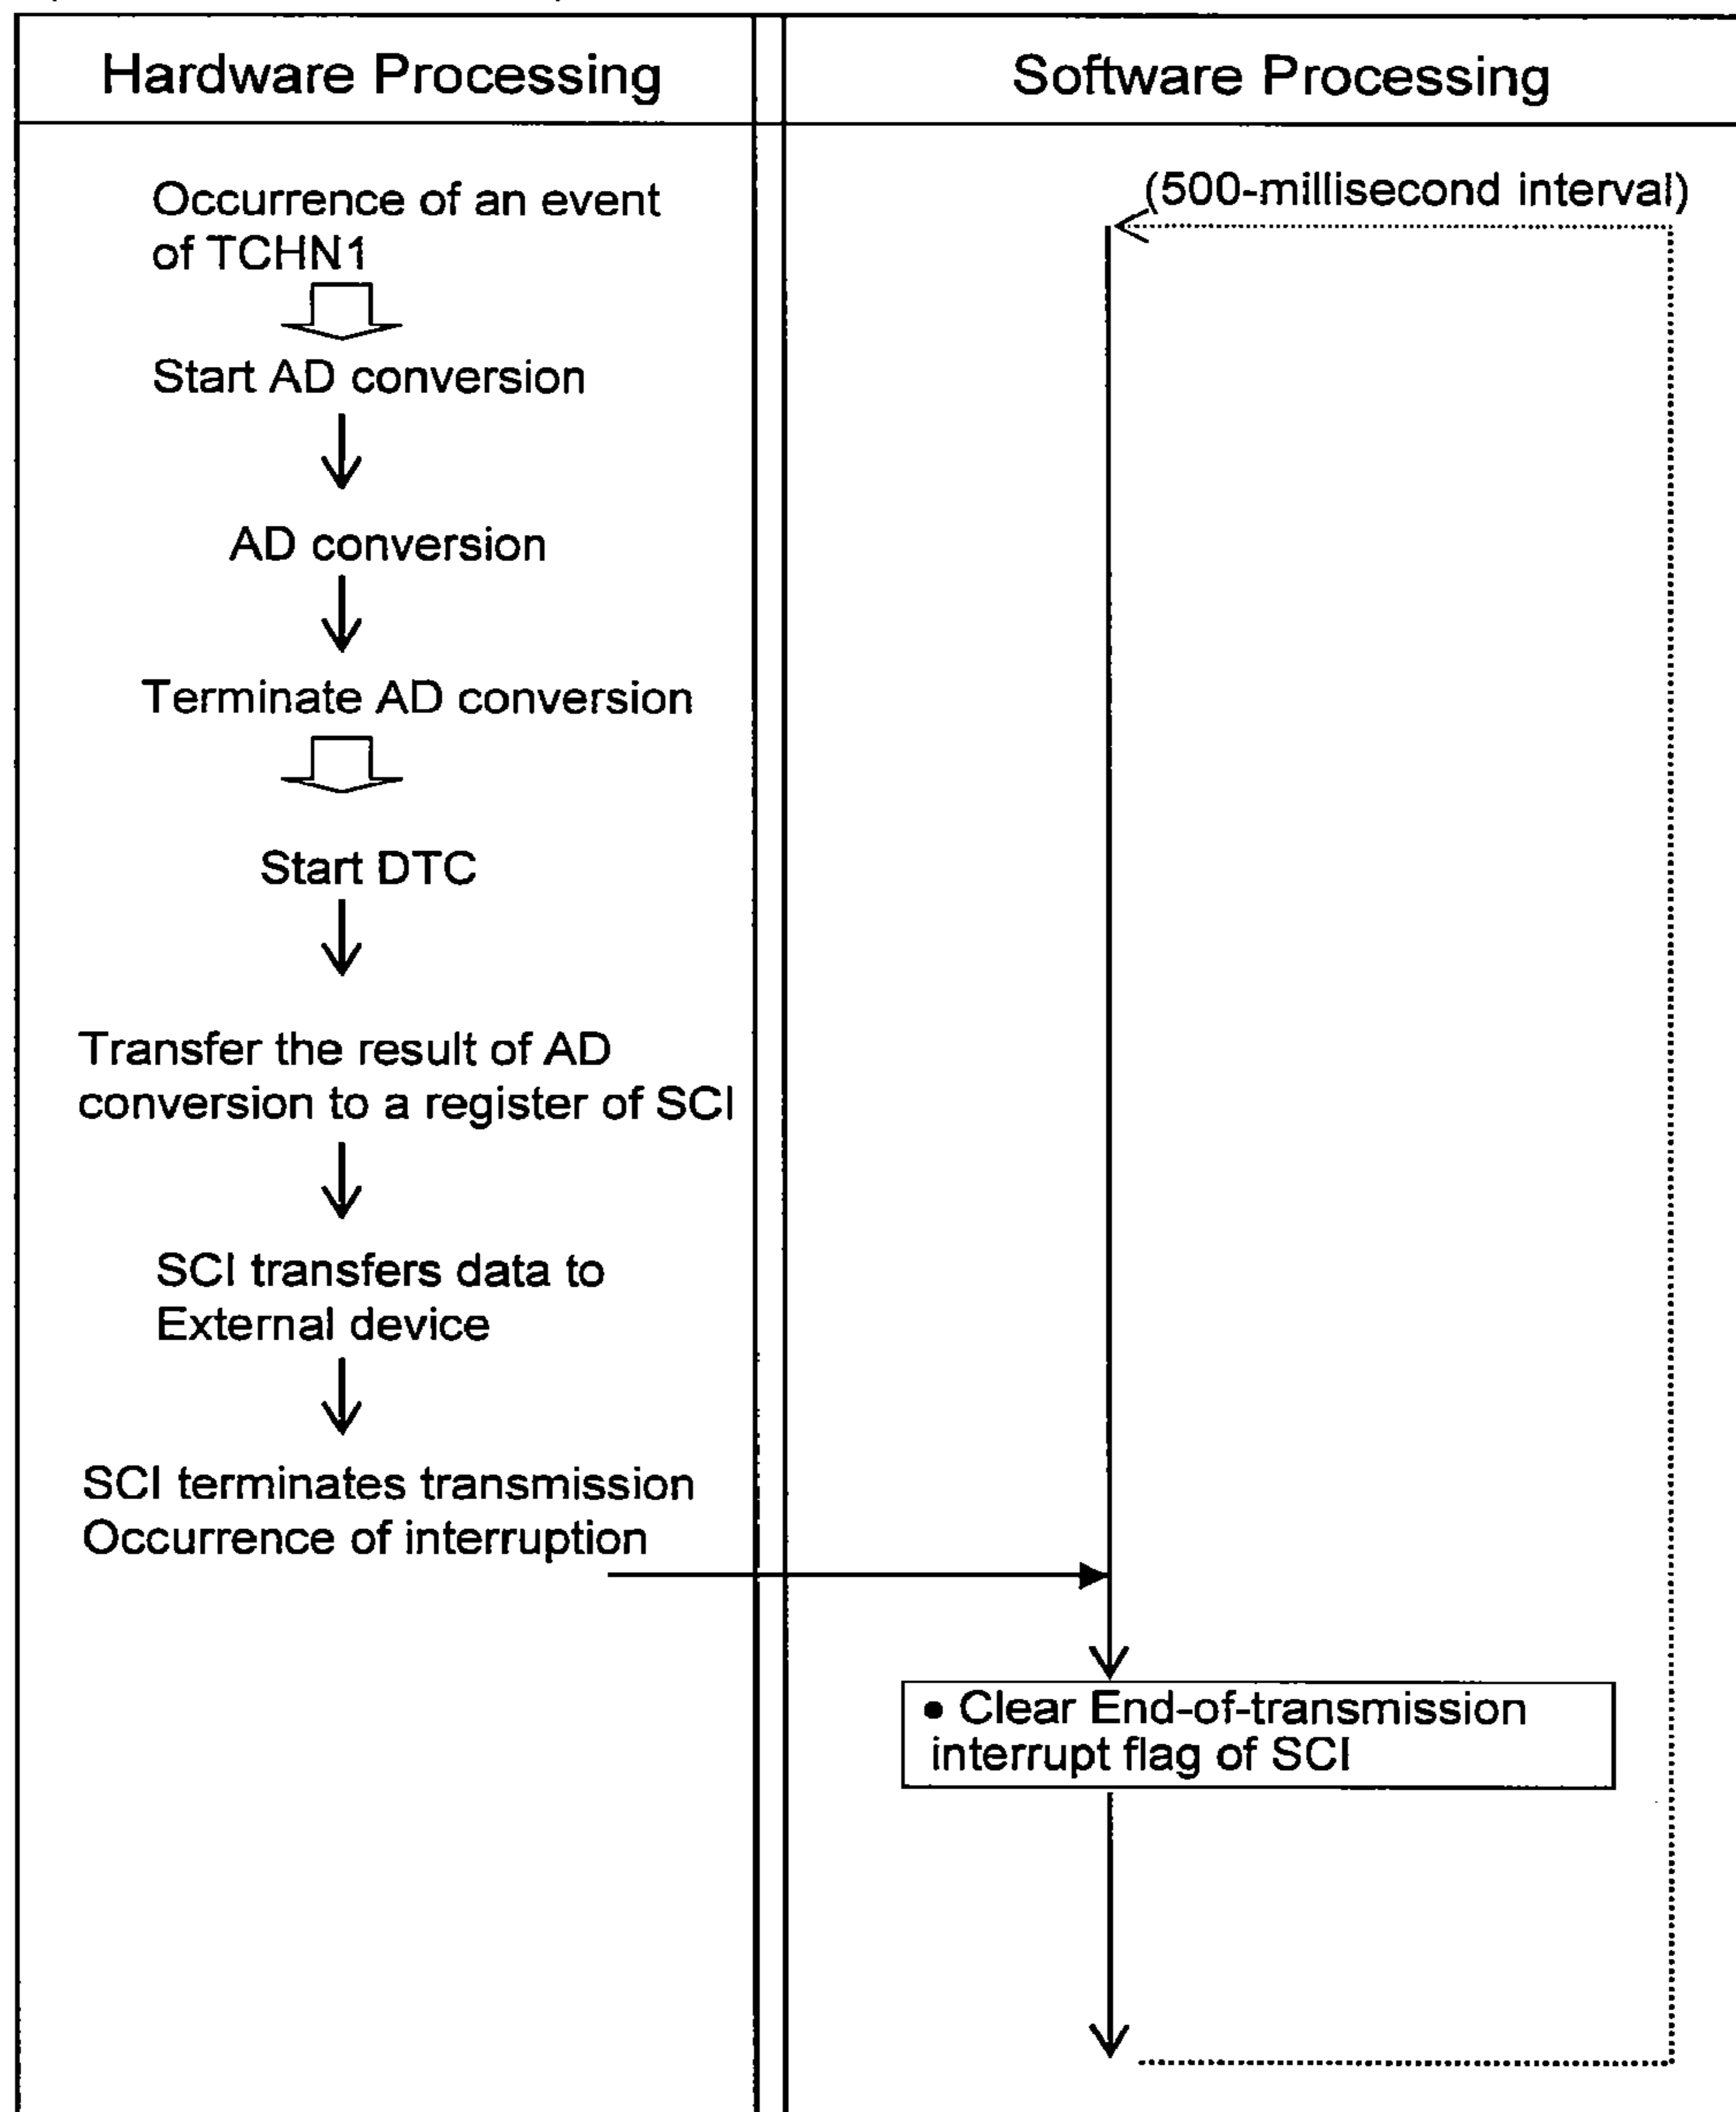 Hardware Processing
Software Processing
Occurrence of an event
of TCHN1
Start AD conversion
AD conversion
Terminate AD conversion
Start DTC
Transfer the result of AD
conversion to a register of SCI
SCI transfers data to
External device
SCI terminates transmission
Occurrence of interruption
(500-millisecond interval)
● Clear End-of-transmission
interrupt flag of SCI